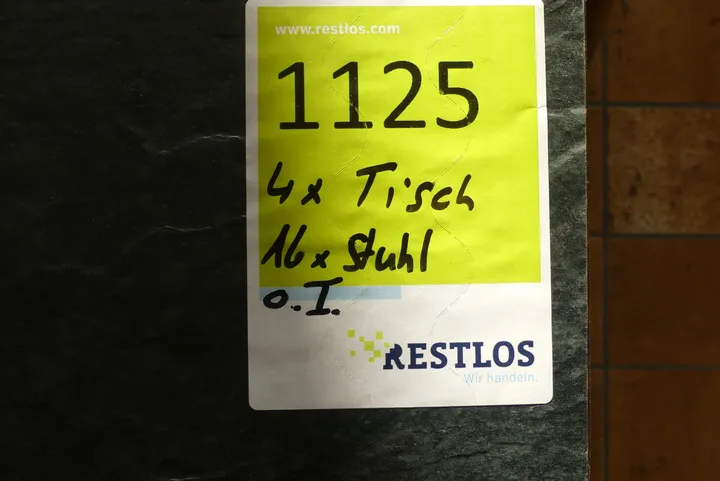 www.restlos.com
1125
4x Tisch
16x Stuhl
o.I.
RESTLOS
Wir handeln.